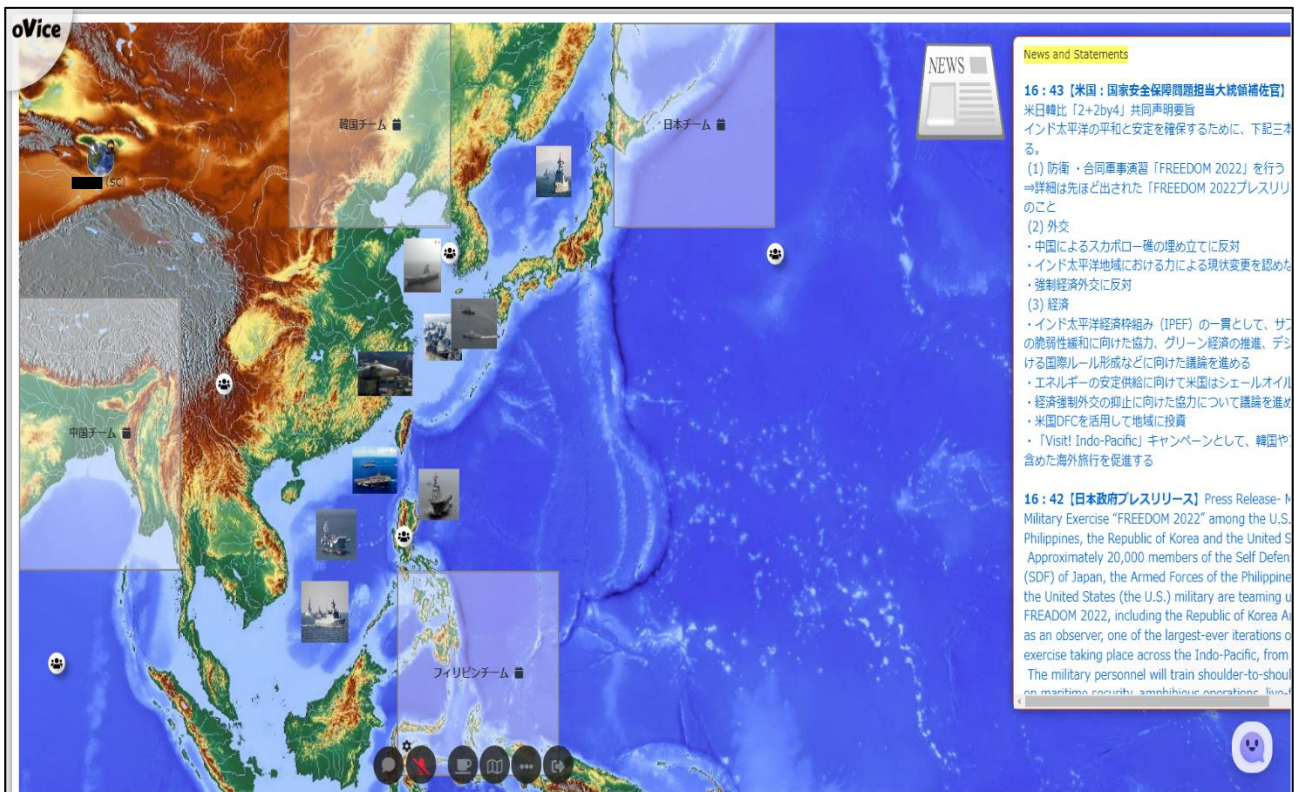 oVice
韓国チーム
日本チーム
(SC)
中国チーム
フィリピンチーム
NEWS
News and Statements
16:43【米国:国家安全保障問題担当大統領補佐官】
米日韓比「2+2by4」共同声明要旨
インド太平洋の平和と安定を確保するために、下記三本
る。
(1) 防衛 ・合同軍事演習「FREEDOM 2022」を行う
⇒詳細は先ほど出された「FREEDOM 2022プレスリリ
のこと
(2) 外交
・中国によるスカボロー礁の埋め立てに反対
・インド太平洋地域における力による現状変更を認めな
・強制経済外交に反対
(3) 経済
・インド太平洋経済枠組み(IPEF)の一貫として、サプ
の脆弱性緩和に向けた協力、グリーン経済の推進、デジ
ける国際ルール形成などに向けた議論を進める
・エネルギーの安定供給に向けて米国はシェールオイル
・経済強制外交の抑止に向けた協力について議論を進め
・米国DFCを活用して地域に投資
・「Visit! Indo-Pacific」キャンペーンとして、韓国や
含めた海外旅行を促進する
16:42【日本政府プレスリリース】Press Release- M
Military Exercise “FREEDOM 2022” among the U.S.
Philippines, the Republic of Korea and the United S
Approximately 20,000 members of the Self Defen
(SDF) of Japan, the Armed Forces of the Philippine
the United States (the U.S.) military are teaming u
FREADOM 2022, including the Republic of Korea A
as an observer, one of the largest-ever iterations o
exercise taking place across the Indo-Pacific, from
The military personnel will train shoulder-to-shoul
on maritime security, amphibious operations, live-f